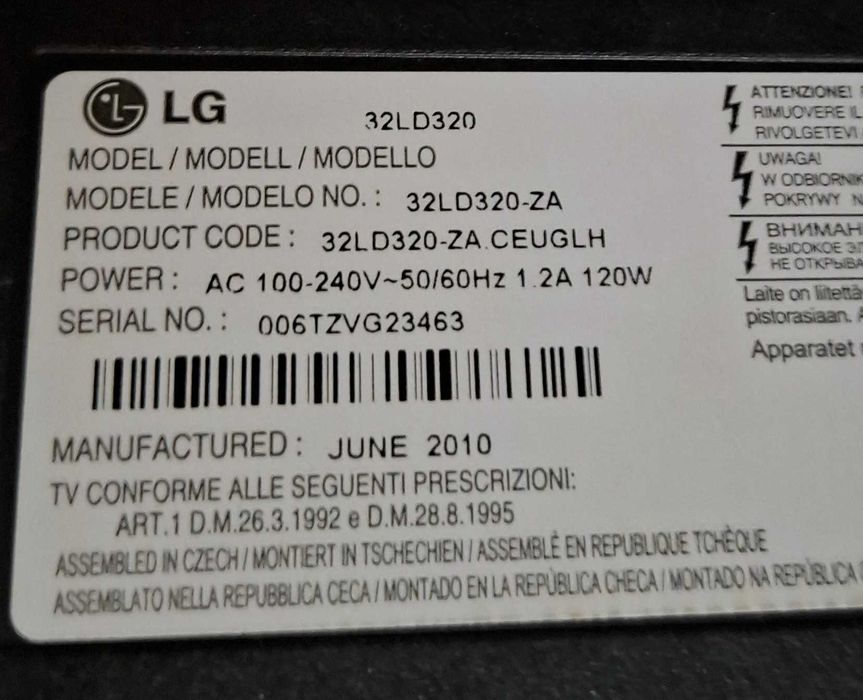 LG
32LD320
MODEL / MODELL / MODELLO
MODELE / MODELO NO. : 32LD320-ZA
PRODUCT CODE : 32LD320-ZA.CEUGLH
POWER : AC 100-240V~50/60Hz 1.2A 120W
SERIAL NO. : 006TZVG23463
MANUFACTURED : JUNE 2010
TV CONFORME ALLE SEGUENTI PRESCRIZIONI:
ART.1 D.M.26.3.1992 e D.M.28.8.1995
ASSEMBLED IN CZECH / MONTIERT IN TSCHECHIEN / ASSEMBLÈ EN REPUBLIQUE TCHÈQUE
ASSEMBLATO NELLA REPUBBLICA CECA / MONTADO EN LA REPÚBLICA CHECA / MONTADO NA REPÚBLICA
ATTENZIONE!
RIMUOVERE IL
RIVOLGETEVI
UWAGA!
W ODBIORNIK
POKRYWY
ВНИМАН
ВЫСОКОЕ ЭЛ
НЕ ОТКРЫВА
Laite on liitettä
pistorasiaan.
Apparatet